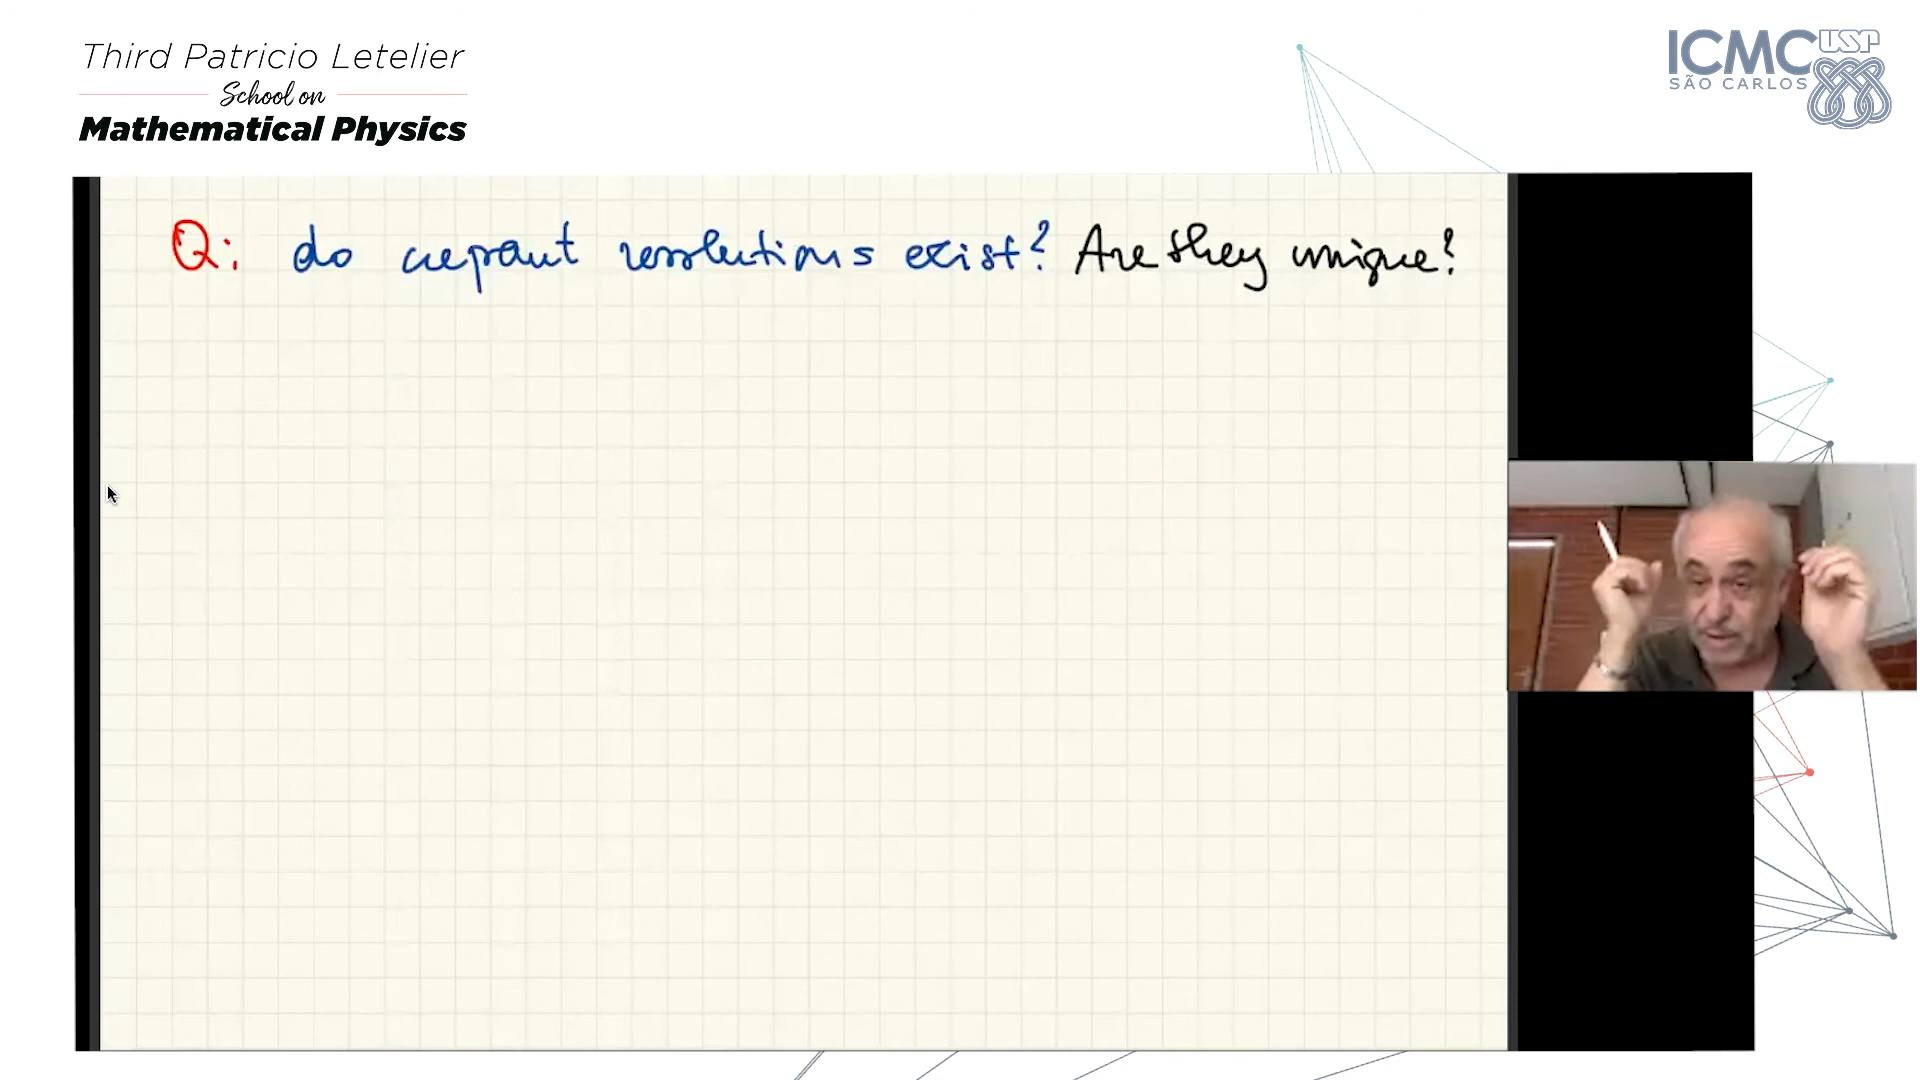 Third Patricio Letelier
School on
Mathematical Physics
ICMC USP
SÃO CARLOS
Q: do crepant resolutions exist? Are they unique?